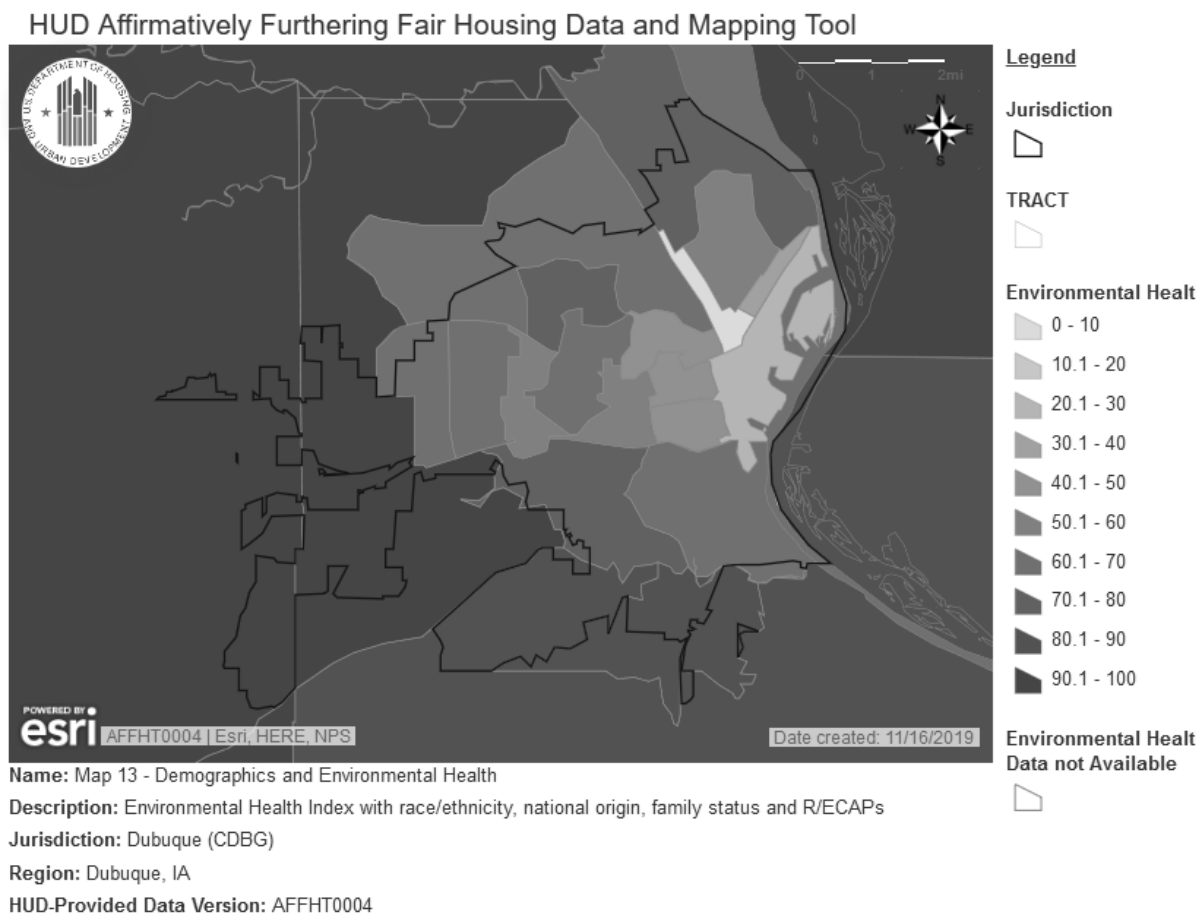 HUD Affirmatively Furthering Fair Housing Data and Mapping Tool
U.S. DEPARTMENT OF HOUSING
AND URBAN DEVELOPMENT
0 1 2mi
N
W E
S
POWERED BY
esri
AFFHT0004 | Esri, HERE, NPS
Date created: 11/16/2019
Legend
Jurisdiction
TRACT
Environmental Healt
0 - 10
10.1 - 20
20.1 - 30
30.1 - 40
40.1 - 50
50.1 - 60
60.1 - 70
70.1 - 80
80.1 - 90
90.1 - 100
Environmental Healt
Data not Available
Name: Map 13 - Demographics and Environmental Health
Description: Environmental Health Index with race/ethnicity, national origin, family status and R/ECAPs
Jurisdiction: Dubuque (CDBG)
Region: Dubuque, IA
HUD-Provided Data Version: AFFHT0004